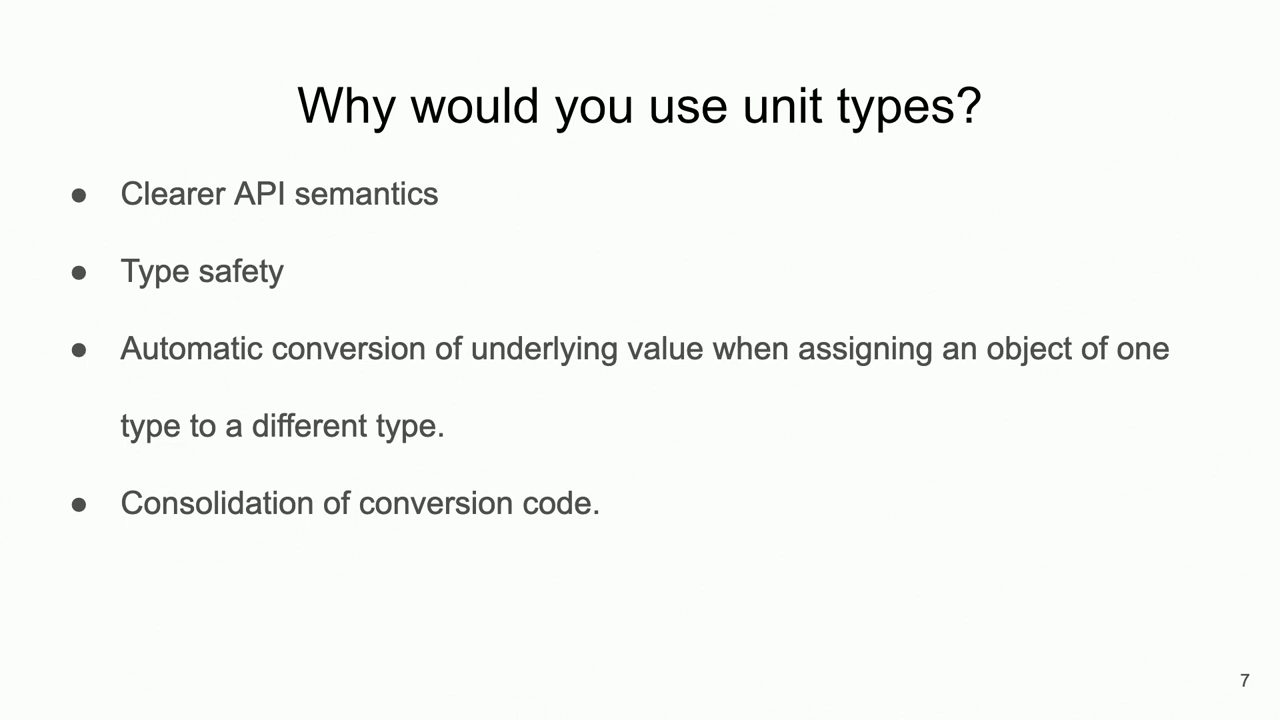 Why would you use unit types?
● Clearer API semantics
● Type safety
● Automatic conversion of underlying value when assigning an object of one
type to a different type.
● Consolidation of conversion code.
7